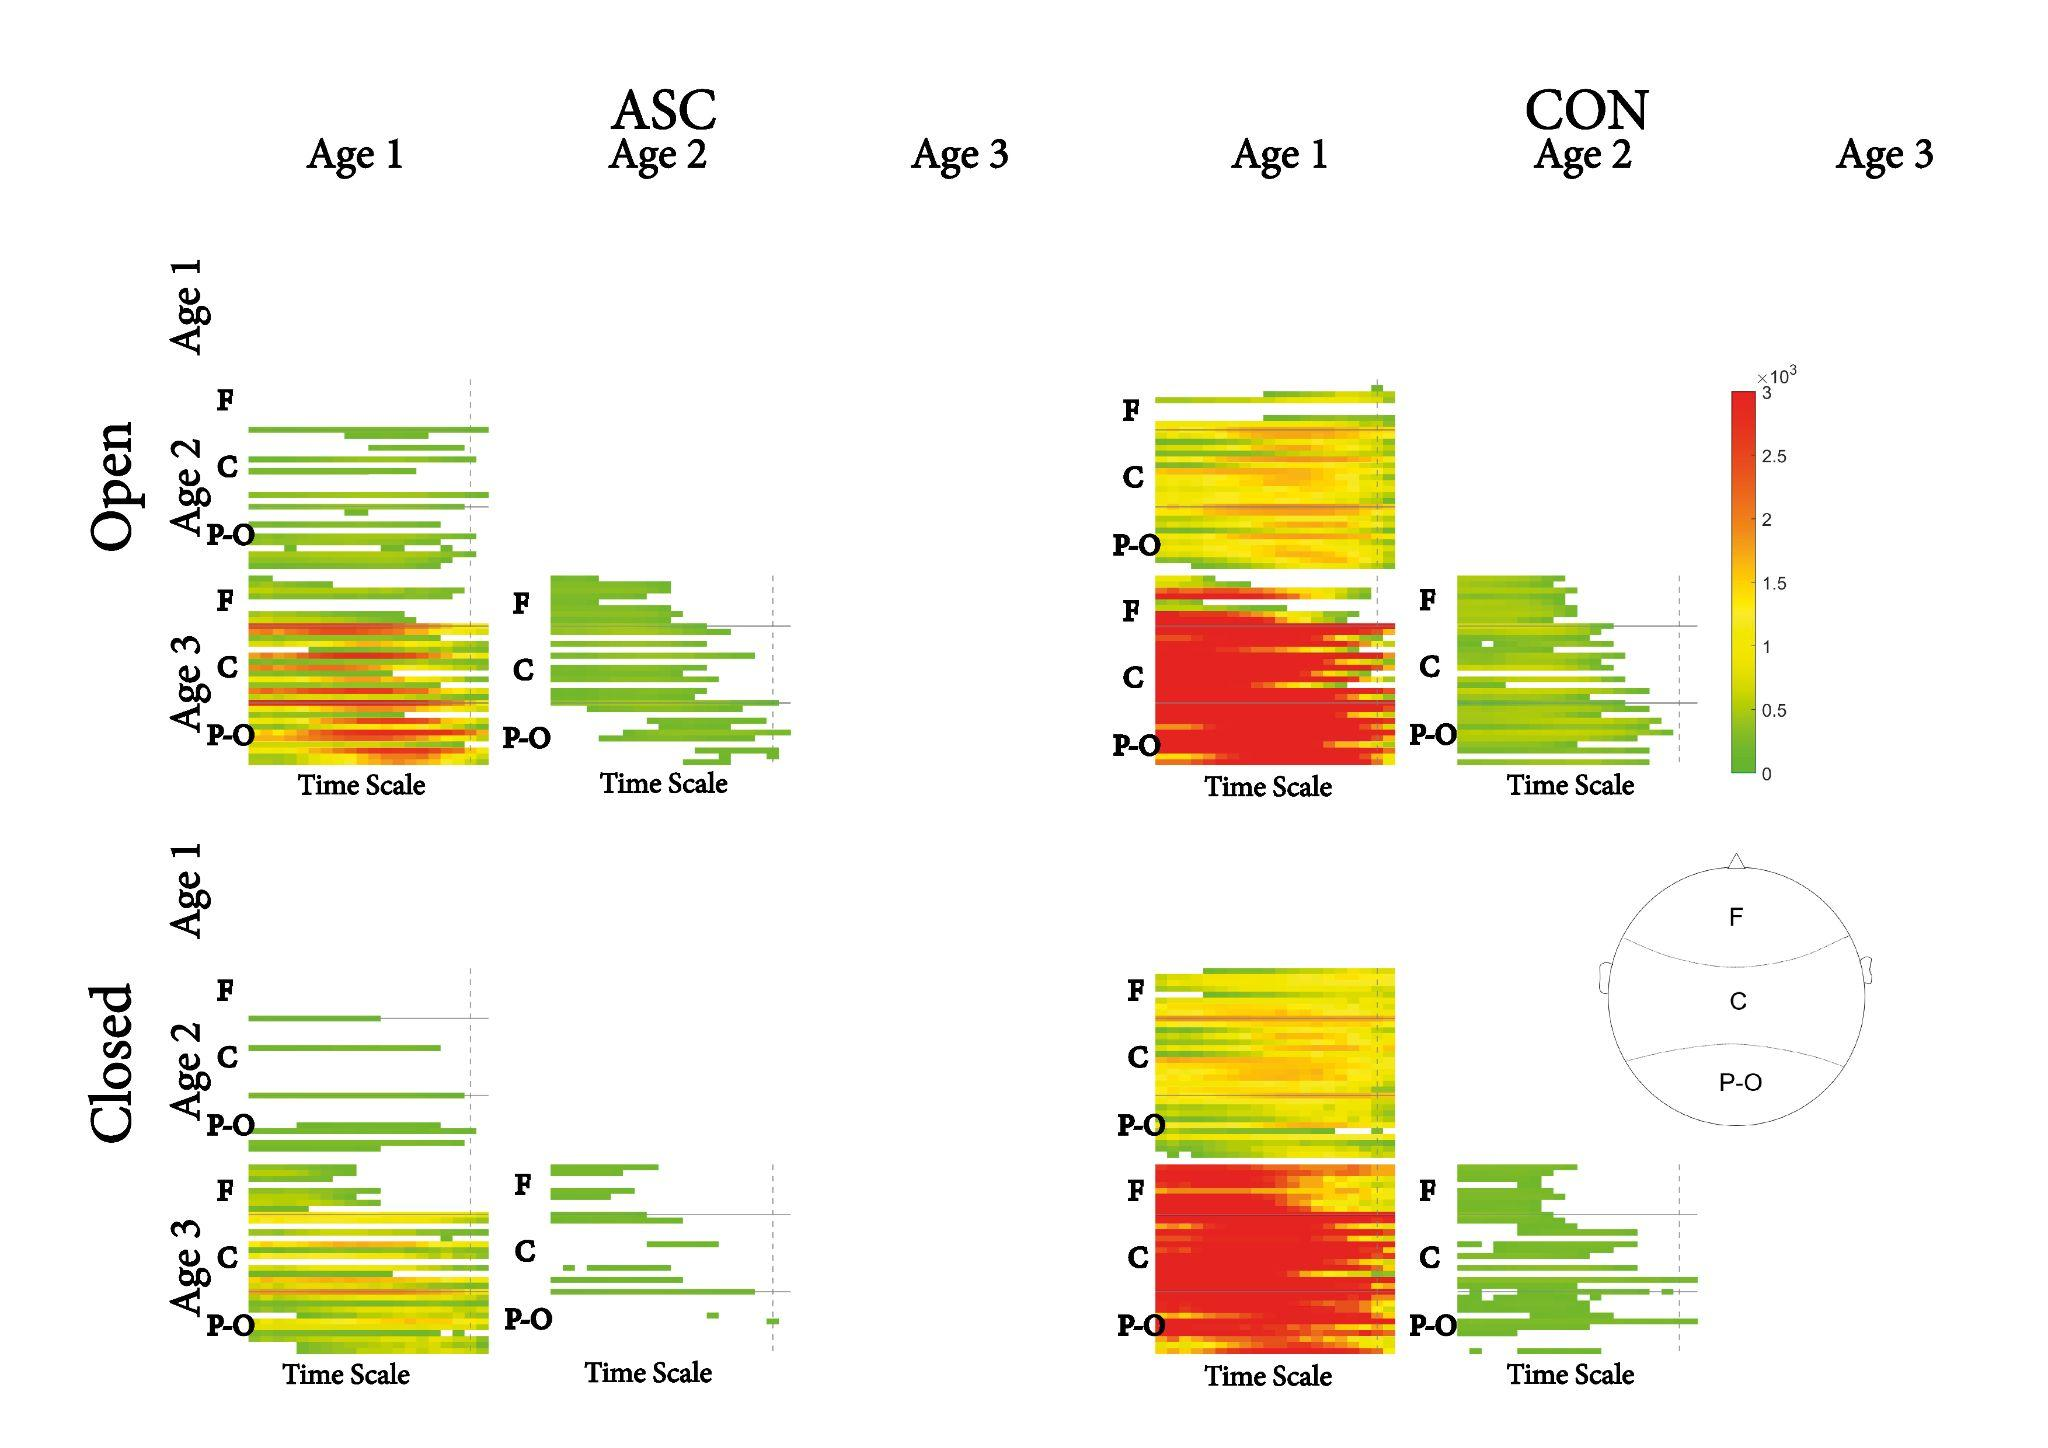 ASC
CON
Age 1
Age 2
Age 3
Age 1
Age 2
Age 3
Open
Age 1
Age 2
Age 3
F
C
P-O
F
C
P-O
F
C
P-O
F
C
P-O
F
C
P-O
F
C
P-O
×10³
3
2.5
2
1.5
1
0.5
0
Time Scale
Time Scale
Time Scale
Time Scale
Closed
Age 1
Age 2
Age 3
F
C
P-O
F
C
P-O
F
C
P-O
F
C
P-O
F
C
P-O
F
C
P-O
F
C
P-O
Time Scale
Time Scale
Time Scale
Time Scale